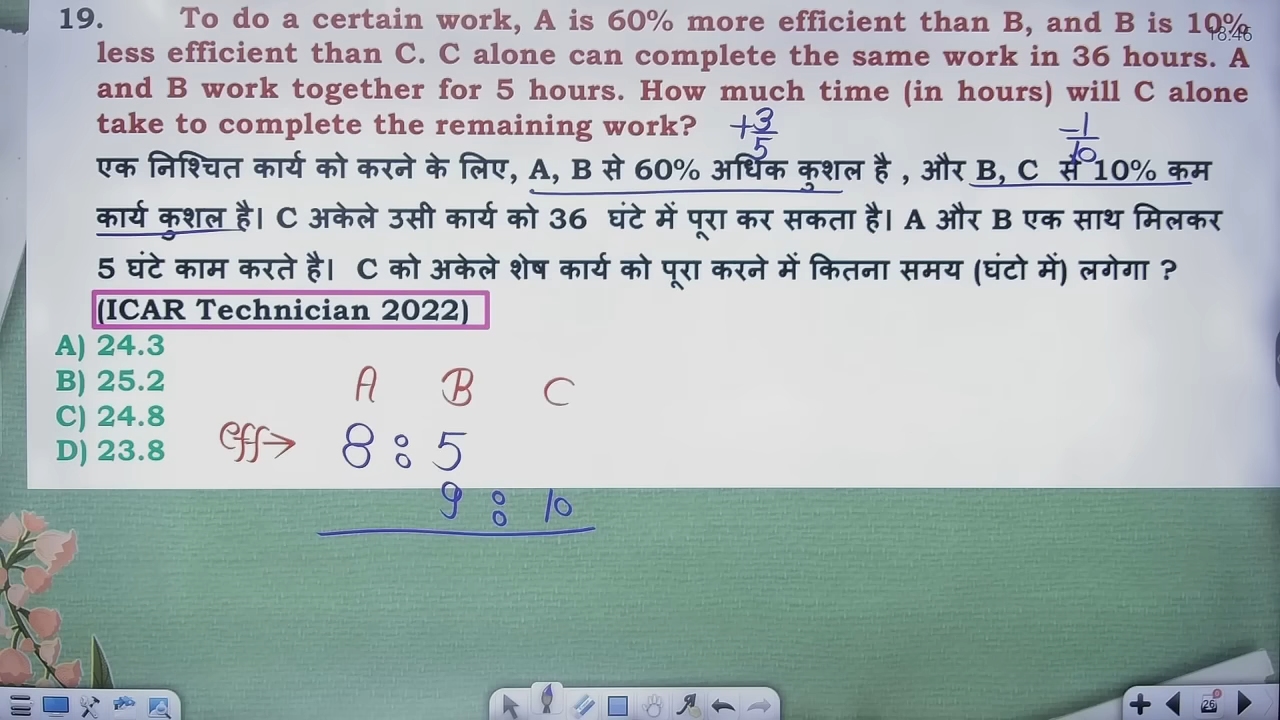 19. To do a certain work, A is 60% more efficient than B, and B is 10%
18:46
less efficient than C. C alone can complete the same work in 36 hours. A
and B work together for 5 hours. How much time (in hours) will C alone
take to complete the remaining work?
+3/5
-1/10
एक निश्चित कार्य को करने के लिए, A, B से 60% अधिक कुशल है , और B, C से 10% कम
कार्य कुशल है। C अकेले उसी कार्य को 36 घंटे में पूरा कर सकता है। A और B एक साथ मिलकर
5 घंटे काम करते है। C को अकेले शेष कार्य को पूरा करने में कितना समय (घंटो में) लगेगा ?
(ICAR Technician 2022)
A) 24.3
B) 25.2
C) 24.8
D) 23.8
A B C
eff→ 8 : 5
9 : 10
26